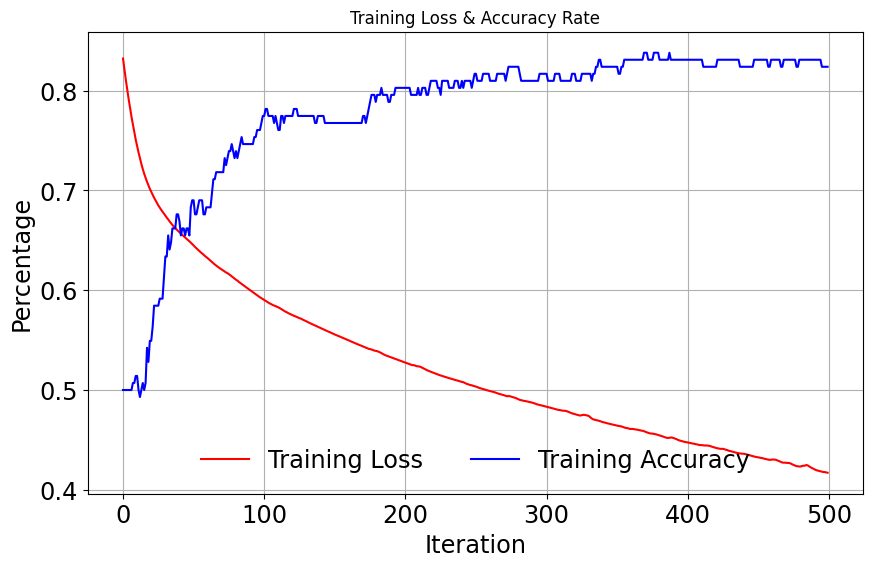 Training Loss & Accuracy Rate
Percentage
0.8
0.7
0.6
0.5
0.4
Training Loss
Training Accuracy
0 100 200 300 400 500
Iteration